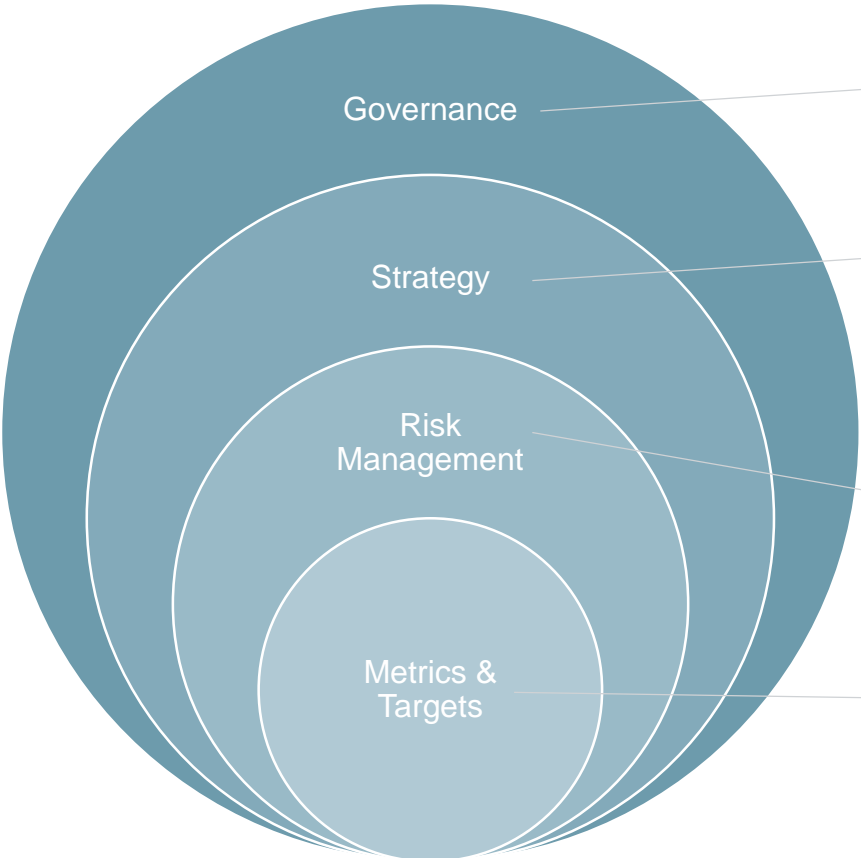 Governance
Strategy
Risk
Management
Metrics &
Targets